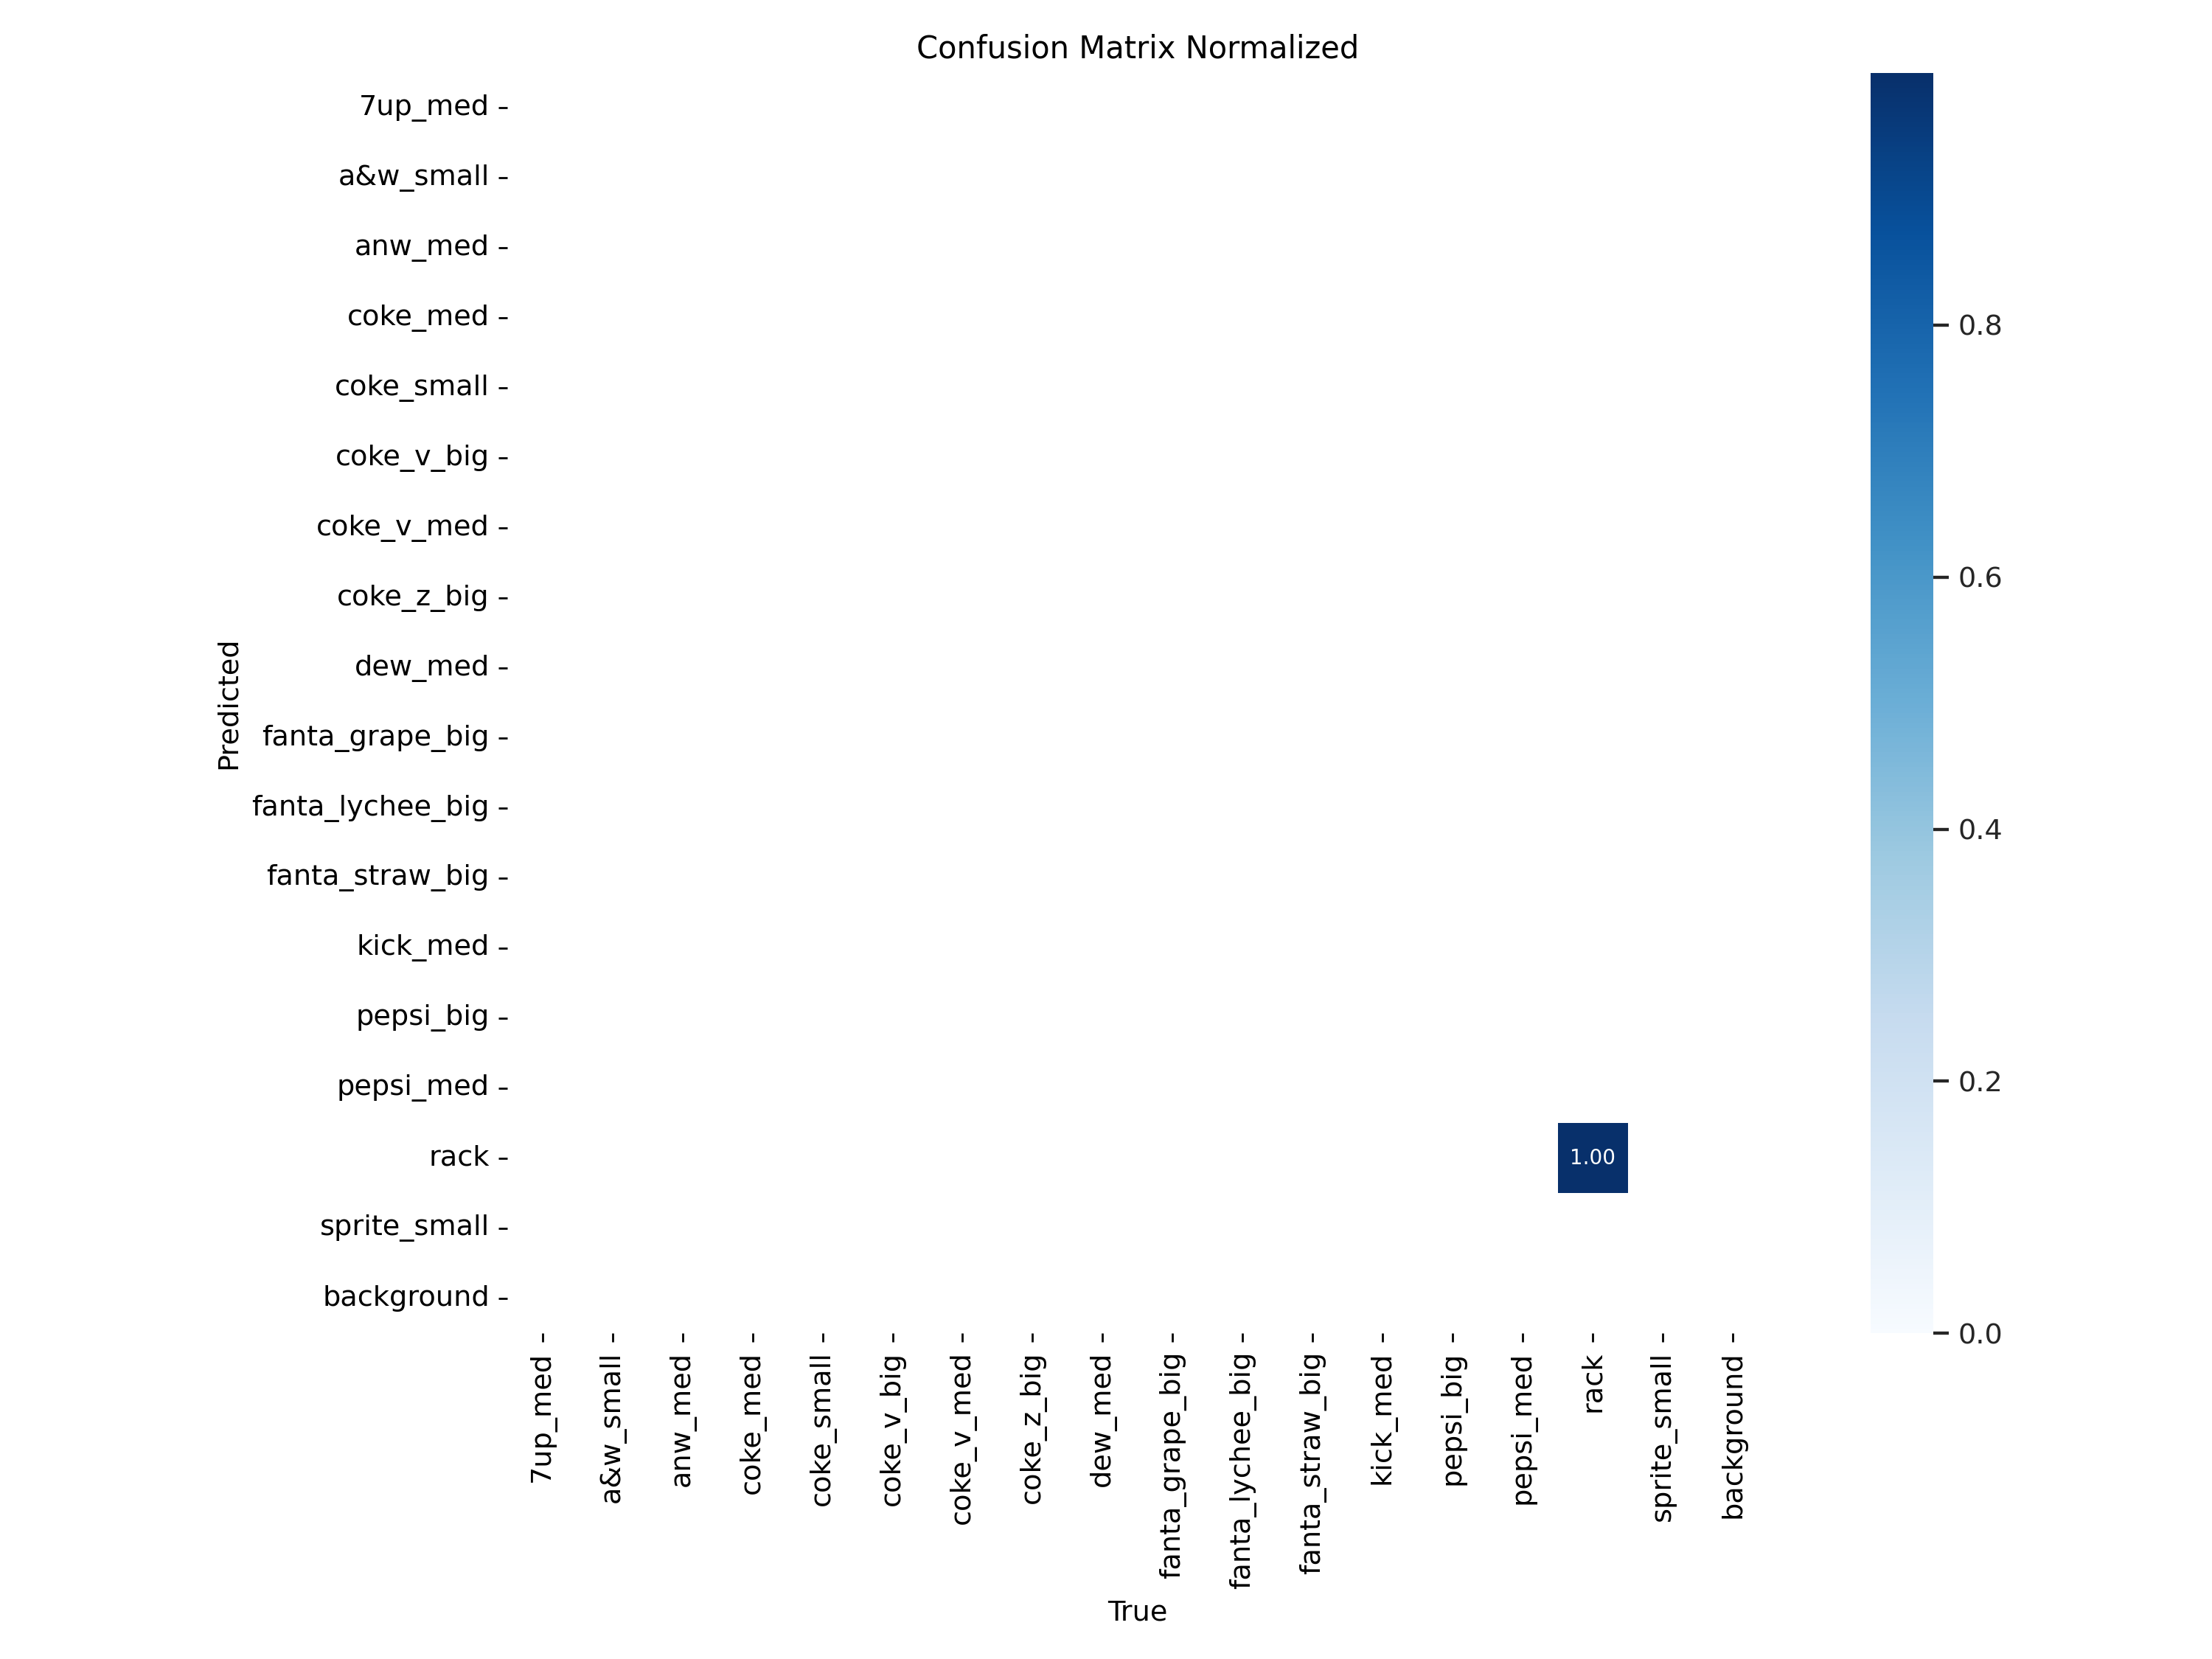 Confusion Matrix Normalized
7up_med
a&w_small
anw_med
coke_med
coke_small
coke_v_big
coke_v_med
coke_z_big
dew_med
fanta_grape_big
fanta_lychee_big
fanta_straw_big
kick_med
pepsi_big
pepsi_med
rack
sprite_small
background
Predicted
1.00
7up_med
a&w_small
anw_med
coke_med
coke_small
coke_v_big
coke_v_med
coke_z_big
dew_med
fanta_grape_big
fanta_lychee_big
fanta_straw_big
kick_med
pepsi_big
pepsi_med
rack
sprite_small
background
True
0.8
0.6
0.4
0.2
0.0